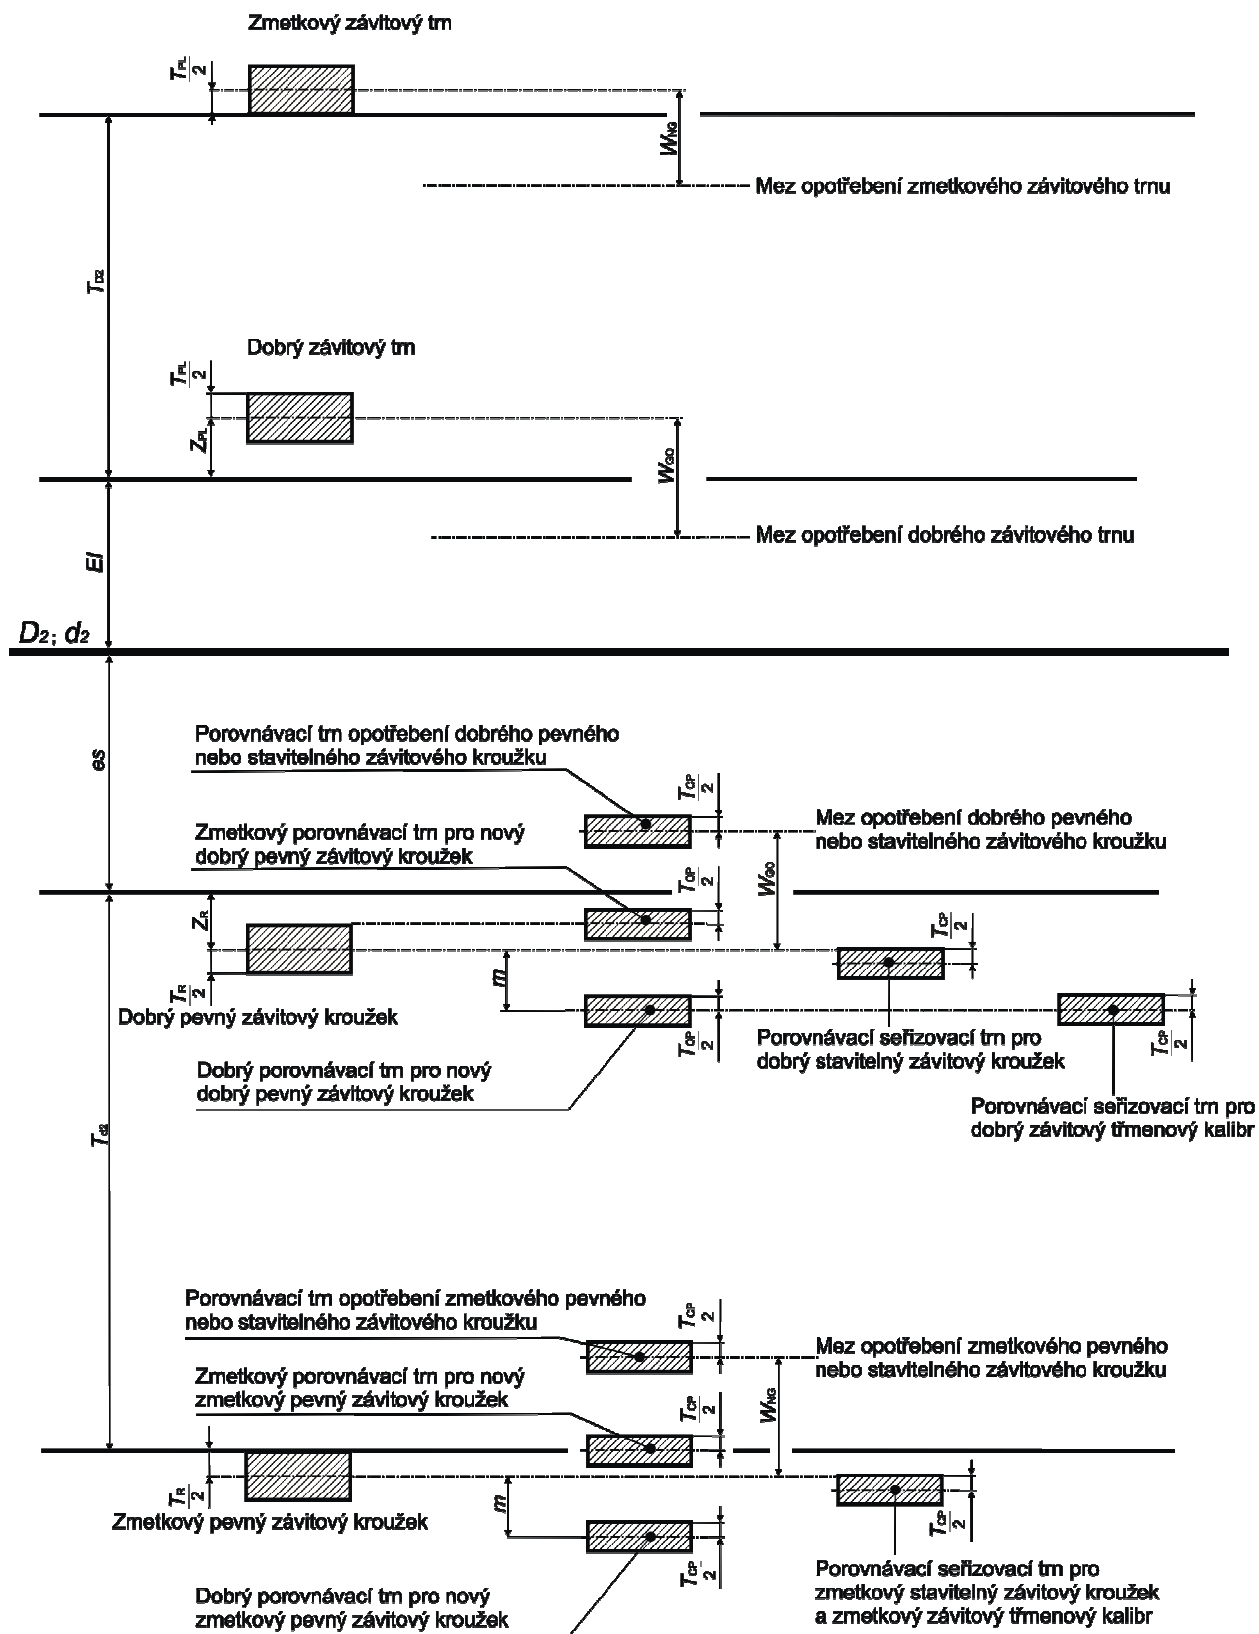 Zmetkový závitový trn
T_PL
2
W_NG
Mez opotřebení zmetkového závitového trnu
T_D2
Dobrý závitový trn
T_PL
2
Z_PL
W_GO
Mez opotřebení dobrého závitového trnu
EI
D2; d2
es
Porovnávací trn opotřebení dobrého pevného
nebo stavitelného závitového kroužku
T_CP
2
Mez opotřebení dobrého pevného
nebo stavitelného závitového kroužku
Zmetkový porovnávací trn pro nový
dobrý pevný závitový kroužek
T_CP
2
W_GO
Z_R
T_CP
2
m
T_R
2
Dobrý pevný závitový kroužek
T_CP
2
Porovnávací seřizovací trn pro
dobrý stavitelný závitový kroužek
T_CP
2
Dobrý porovnávací trn pro nový
dobrý pevný závitový kroužek
Porovnávací seřizovací trn pro
dobrý závitový třmenový kalibr
T_d2
Porovnávací trn opotřebení zmetkového pevného
nebo stavitelného závitového kroužku
T_CP
2
Mez opotřebení zmetkového pevného
nebo stavitelného závitového kroužku
Zmetkový porovnávací trn pro nový
zmetkový pevný závitový kroužek
T_CP
2
W_NG
T_R
2
m
Zmetkový pevný závitový kroužek
T_CP
2
T_CP
2
Dobrý porovnávací trn pro nový
zmetkový pevný závitový kroužek
Porovnávací seřizovací trn pro
zmetkový stavitelný závitový kroužek
a zmetkový závitový třmenový kalibr